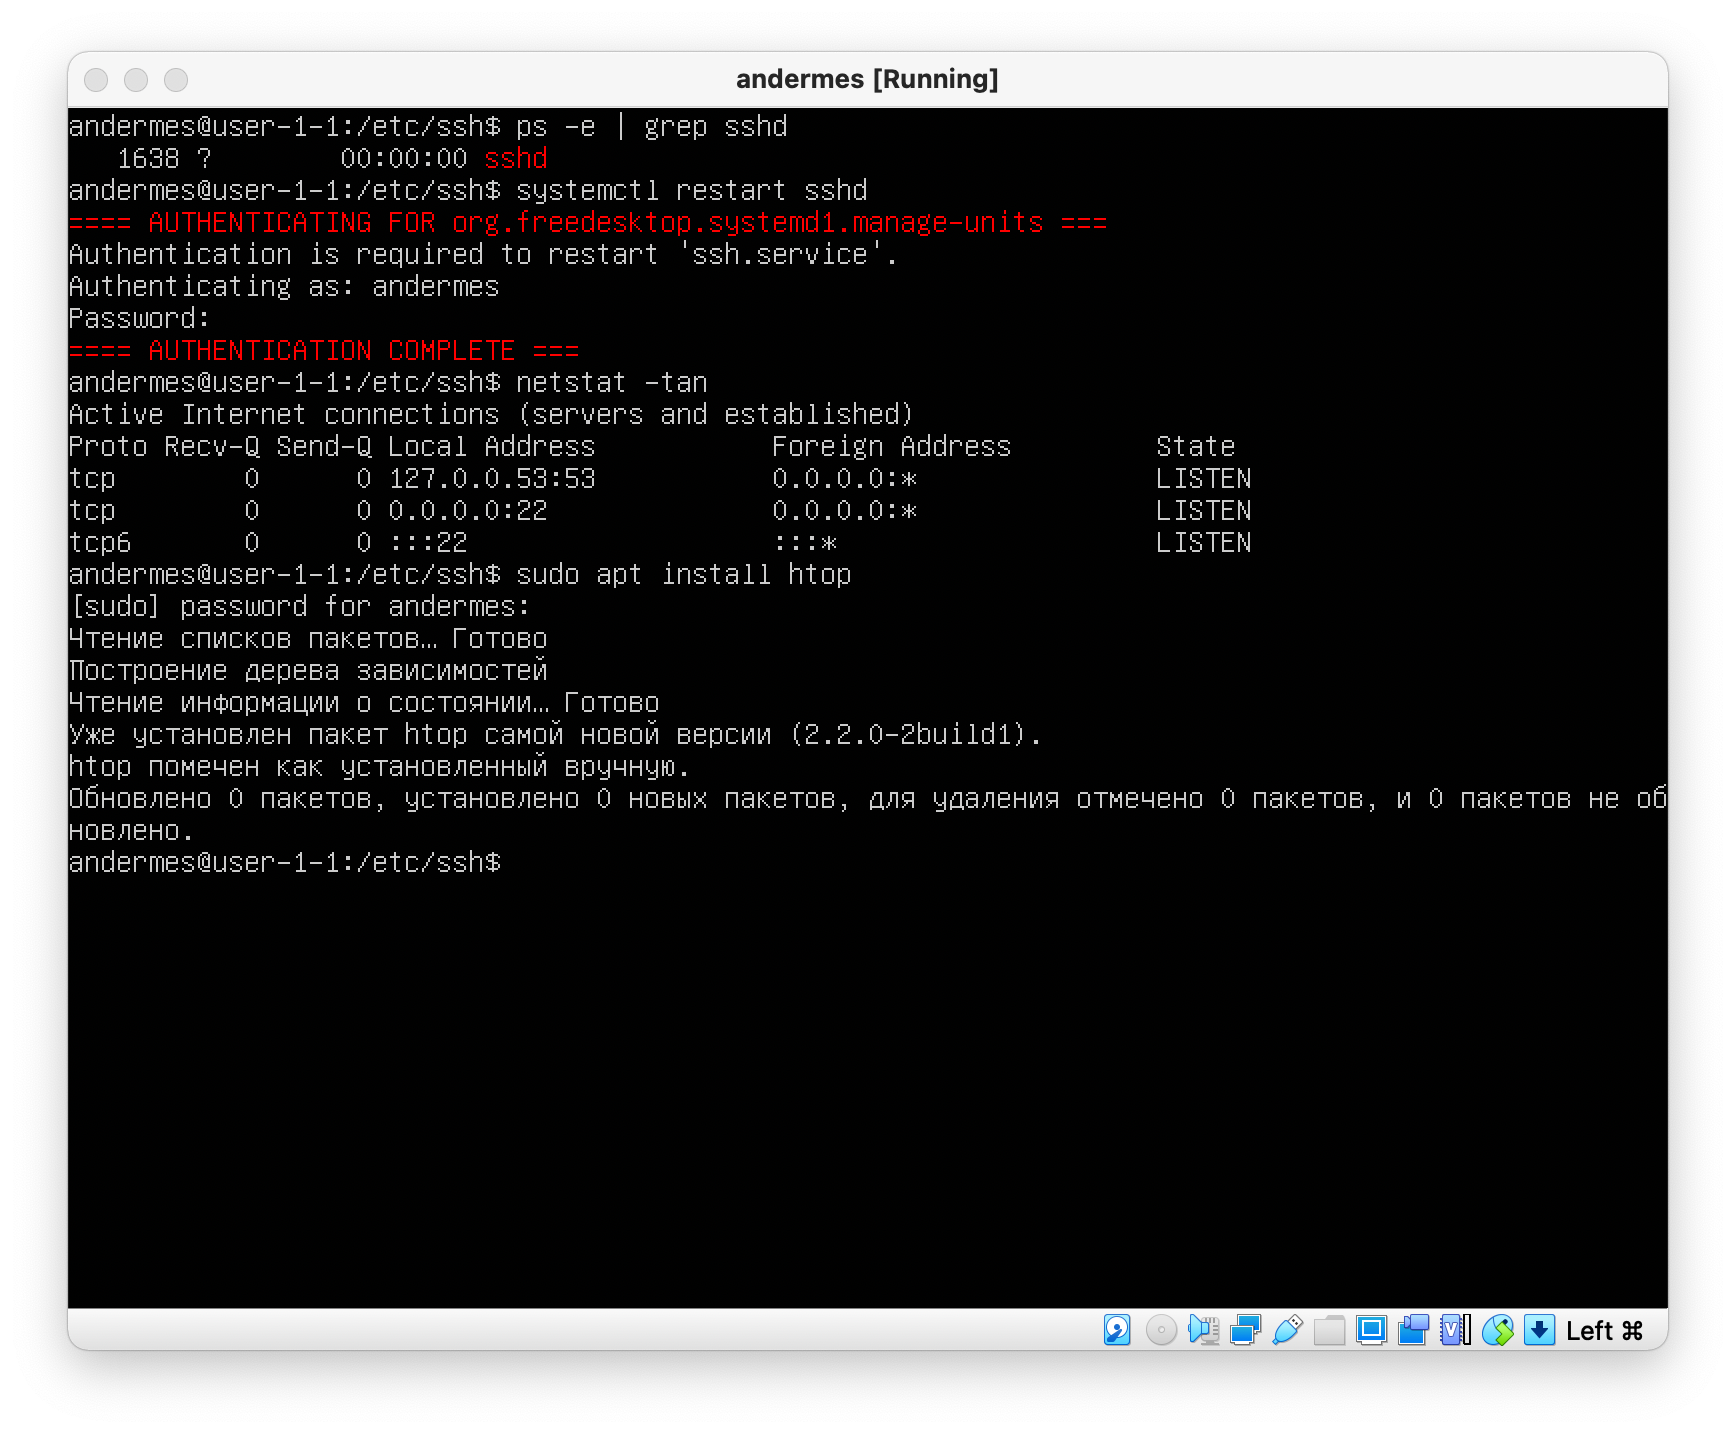 andermes [Running]
andermes@user-1-1:/etc/ssh$ ps -e | grep sshd
   1638 ?        00:00:00 sshd
andermes@user-1-1:/etc/ssh$ systemctl restart sshd
==== AUTHENTICATING FOR org.freedesktop.systemd1.manage-units ===
Authentication is required to restart 'ssh.service'.
Authenticating as: andermes
Password:
==== AUTHENTICATION COMPLETE ===
andermes@user-1-1:/etc/ssh$ netstat -tan
Active Internet connections (servers and established)
Proto Recv-Q Send-Q Local Address           Foreign Address         State
tcp        0      0 127.0.0.53:53           0.0.0.0:*               LISTEN
tcp        0      0 0.0.0.0:22              0.0.0.0:*               LISTEN
tcp6       0      0 :::22                   :::*                    LISTEN
andermes@user-1-1:/etc/ssh$ sudo apt install htop
[sudo] password for andermes:
Чтение списков пакетов… Готово
Построение дерева зависимостей
Чтение информации о состоянии… Готово
Уже установлен пакет htop самой новой версии (2.2.0-2build1).
htop помечен как установленный вручную.
Обновлено 0 пакетов, установлено 0 новых пакетов, для удаления отмечено 0 пакетов, и 0 пакетов не об
новлено.
andermes@user-1-1:/etc/ssh$
Left ⌘